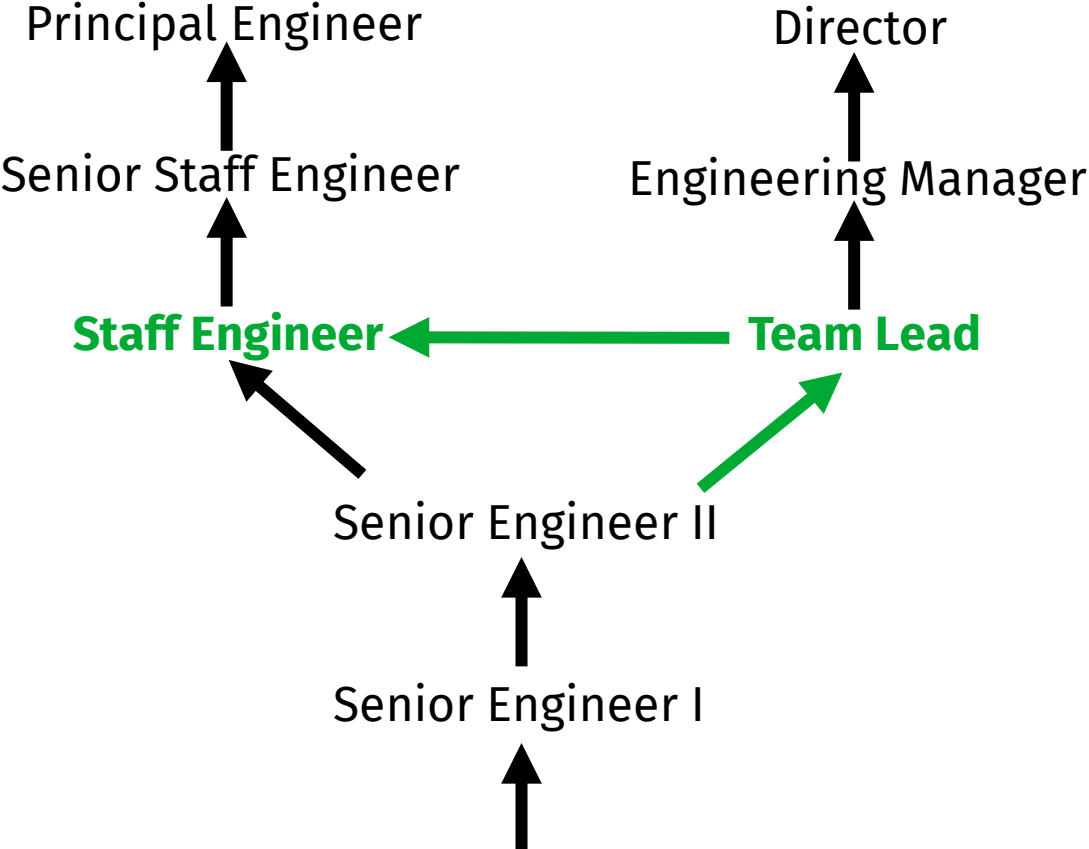 Principal Engineer
Director
Senior Staff Engineer
Engineering Manager
Staff Engineer
Team Lead
Senior Engineer II
Senior Engineer I